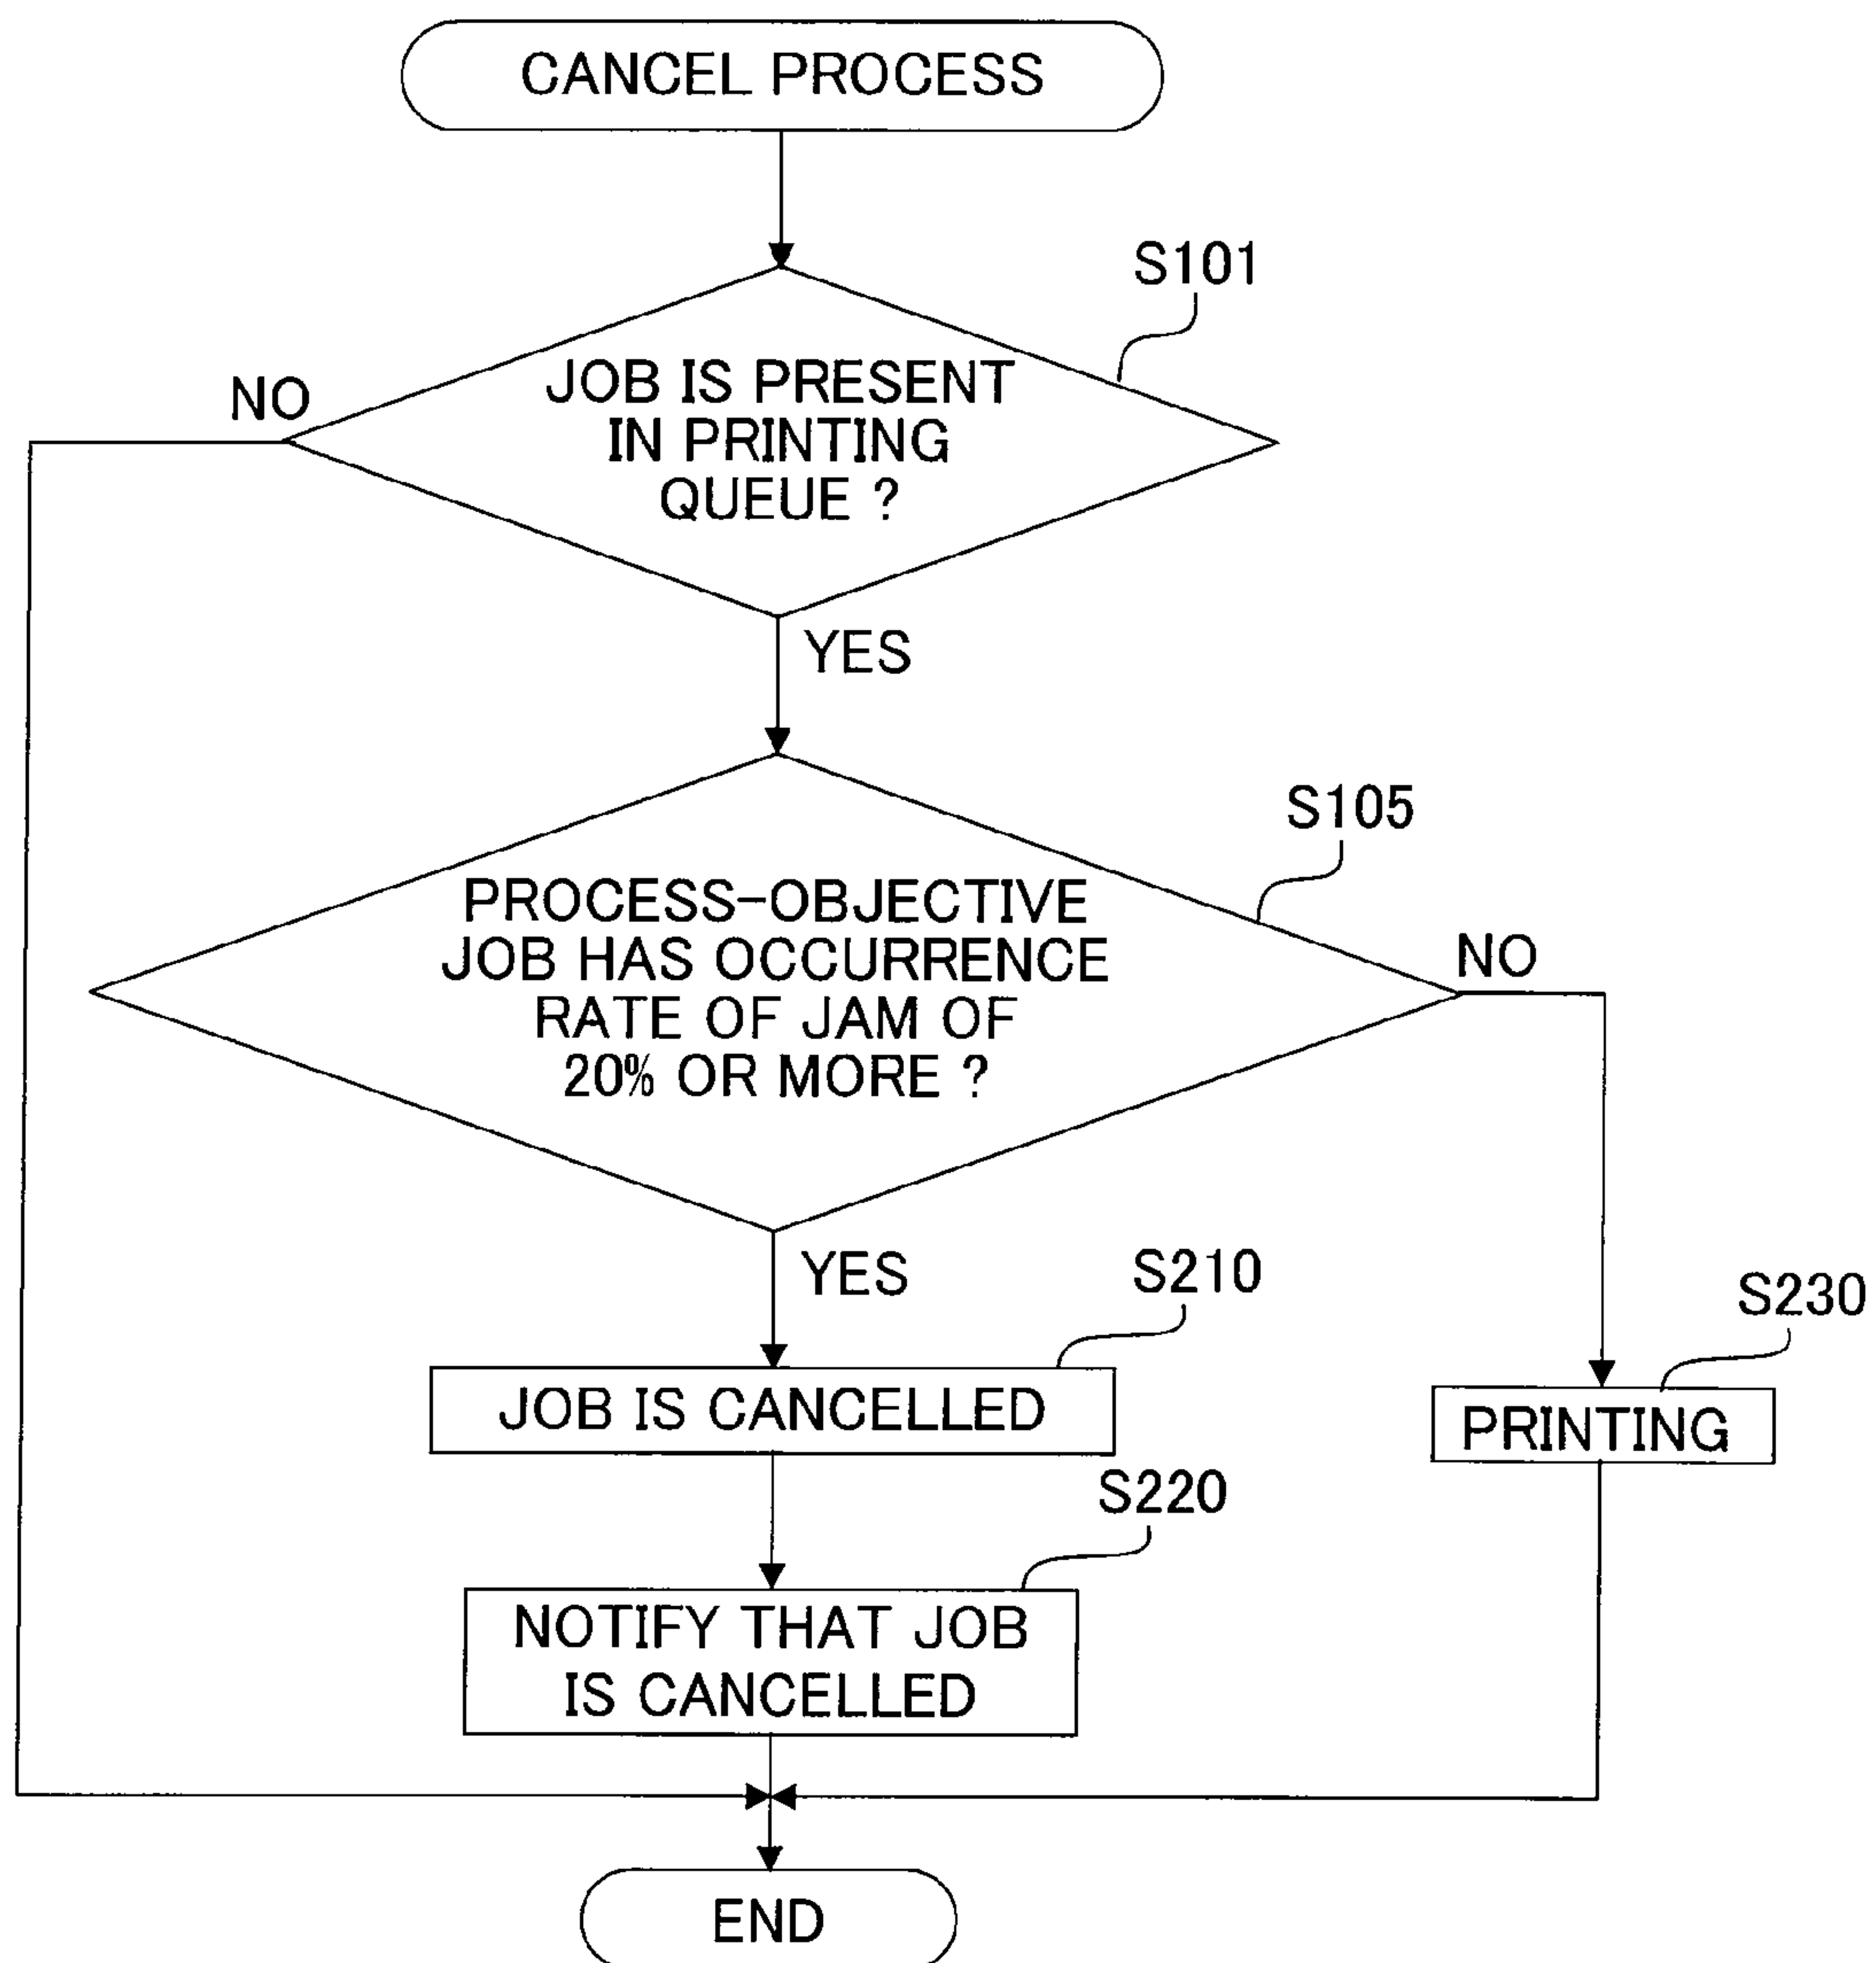 CANCEL PROCESS
S101
JOB IS PRESENT
IN PRINTING
QUEUE ?
NO
YES
S105
PROCESS-OBJECTIVE
JOB HAS OCCURRENCE
RATE OF JAM OF
20% OR MORE ?
NO
YES
S210
JOB IS CANCELLED
S230
PRINTING
S220
NOTIFY THAT JOB
IS CANCELLED
END